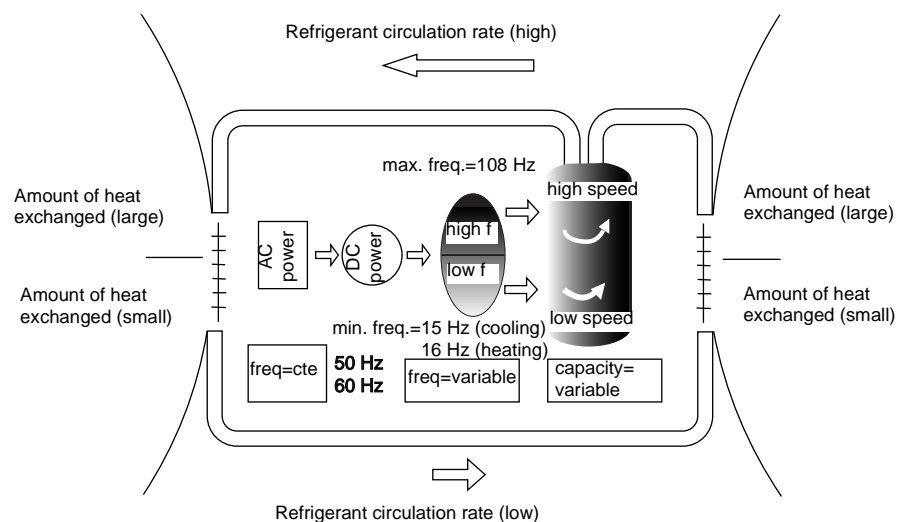 Refrigerant circulation rate (high)
max. freq.=108 Hz
Amount of heat
exchanged (large)
Amount of heat
exchanged (small)
AC
power
DC
power
high f
low f
high speed
low speed
Amount of heat
exchanged (large)
Amount of heat
exchanged (small)
min. freq.=15 Hz (cooling)
16 Hz (heating)
freq=cte
50 Hz
60 Hz
freq=variable
capacity=
variable
Refrigerant circulation rate (low)